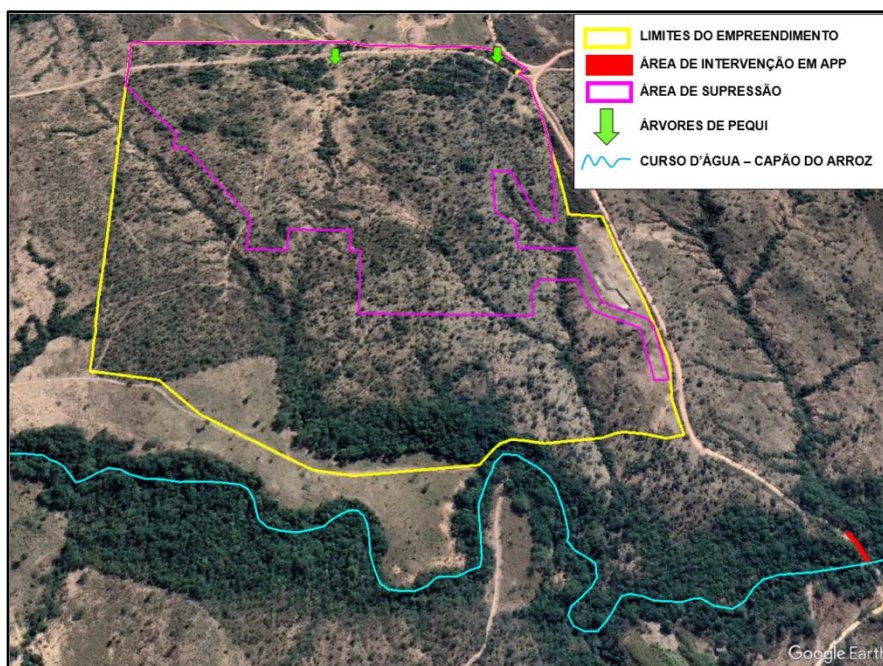 LIMITES DO EMPREENDIMENTO
ÁREA DE INTERVENÇÃO EM APP
ÁREA DE SUPRESSÃO
ÁRVORES DE PEQUI
CURSO D'ÁGUA – CAPÃO DO ARROZ
Google Earth